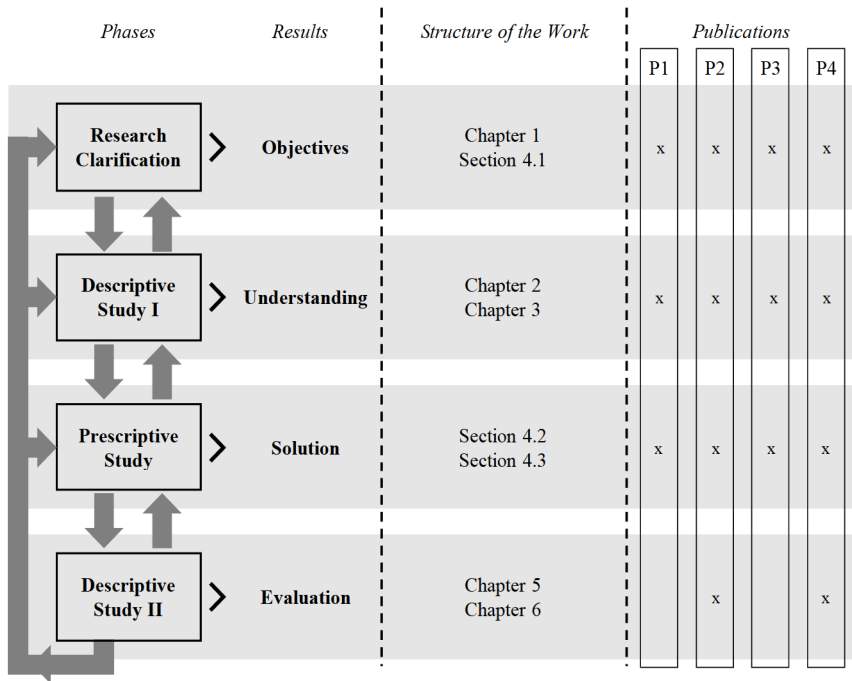 Phases Results Structure of the Work Publications
P1 P2 P3 P4
Research
Clarification
Objectives
Chapter 1
Section 4.1
x x x x
Descriptive
Study I
Understanding
Chapter 2
Chapter 3
x x x x
Prescriptive
Study
Solution
Section 4.2
Section 4.3
x x x x
Descriptive
Study II
Evaluation
Chapter 5
Chapter 6
x x